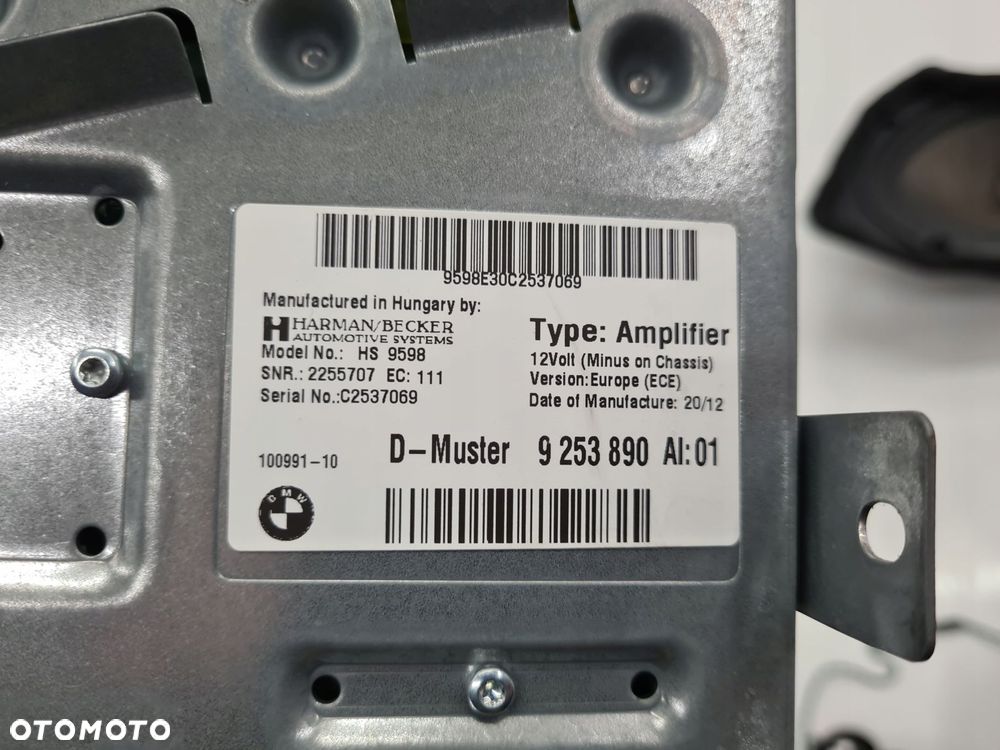 9598E30C2537069
Manufactured in Hungary by:
HARMAN/BECKER
AUTOMOTIVE SYSTEMS
Model No.: HS 9598
SNR.: 2255707 EC: 111
Serial No.:C2537069
Type: Amplifier
12Volt (Minus on Chassis)
Version:Europe (ECE)
Date of Manufacture: 20/12
100991-10
D-Muster 9 253 890 AI:01
BMW
OTOMOTO